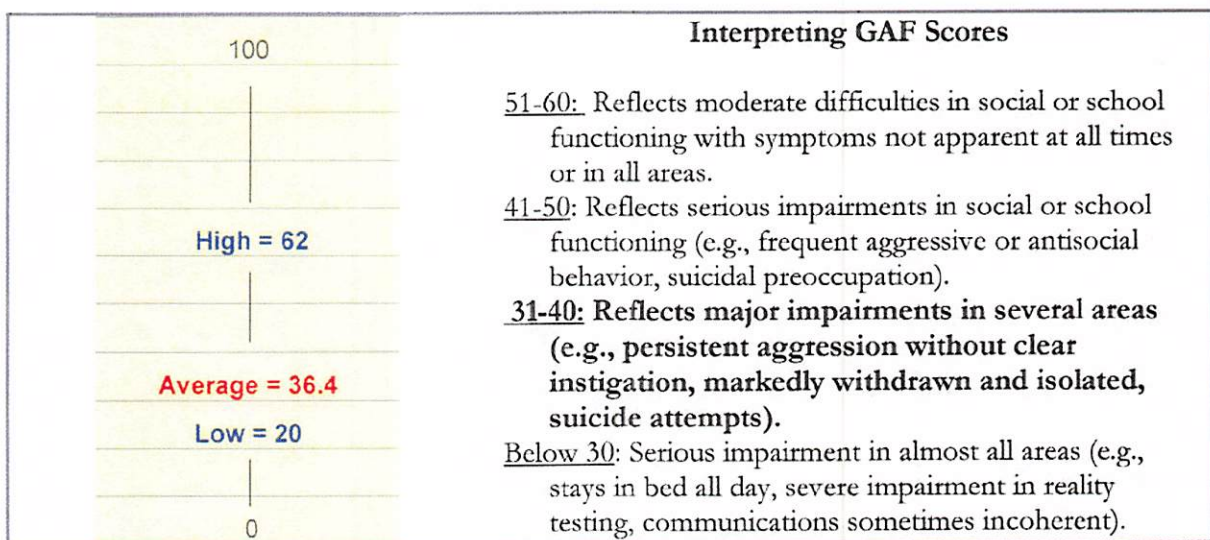 100
High = 62
Average = 36.4
Low = 20
0
Interpreting GAF Scores
51-60: Reflects moderate difficulties in social or school
functioning with symptoms not apparent at all times
or in all areas.
41-50: Reflects serious impairments in social or school
functioning (e.g., frequent aggressive or antisocial
behavior, suicidal preoccupation).
31-40: Reflects major impairments in several areas
(e.g., persistent aggression without clear
instigation, markedly withdrawn and isolated,
suicide attempts).
Below 30: Serious impairment in almost all areas (e.g.,
stays in bed all day, severe impairment in reality
testing, communications sometimes incoherent).